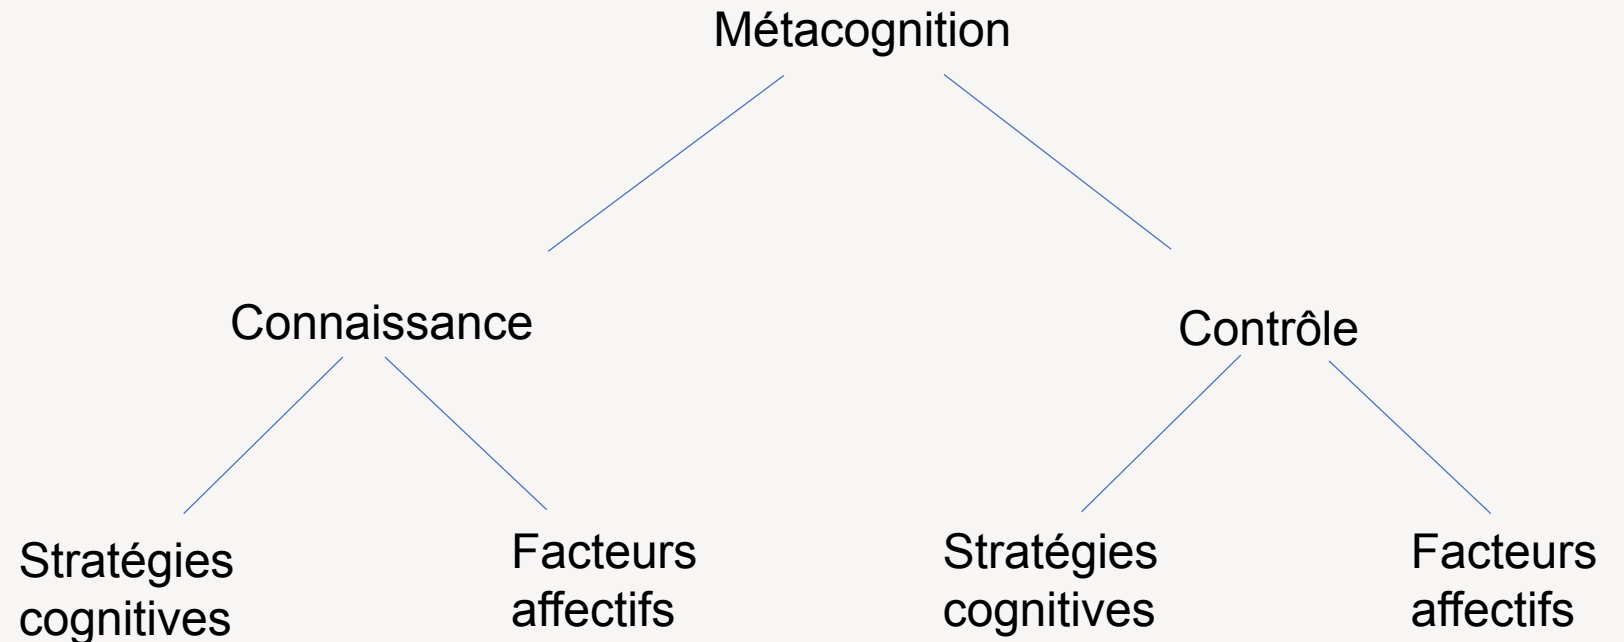 Métacognition
Connaissance
Contrôle
Stratégies
cognitives
Facteurs
affectifs
Stratégies
cognitives
Facteurs
affectifs